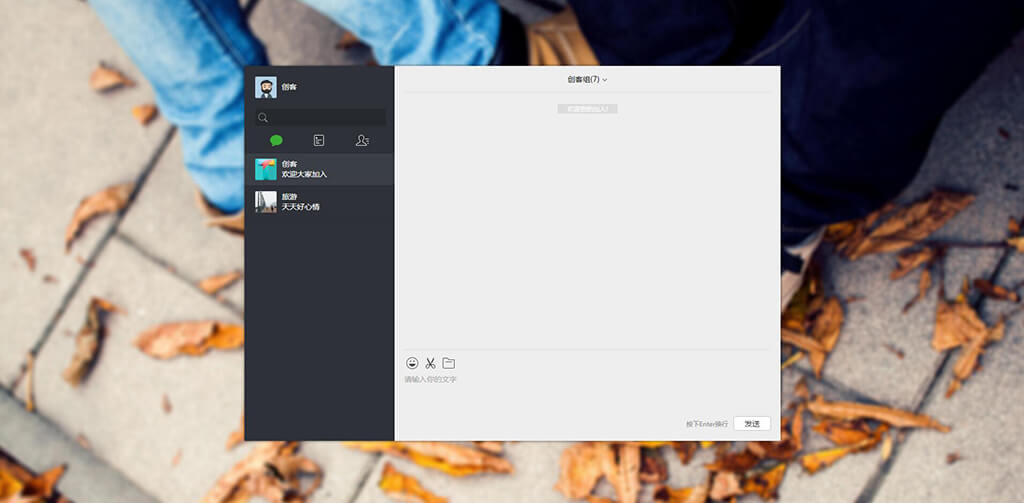 创客
创客
欢迎大家加入
旅游
天天好心情
创客组(7)
欢迎您的加入!
请输入你的文字
按下Enter换行
发送